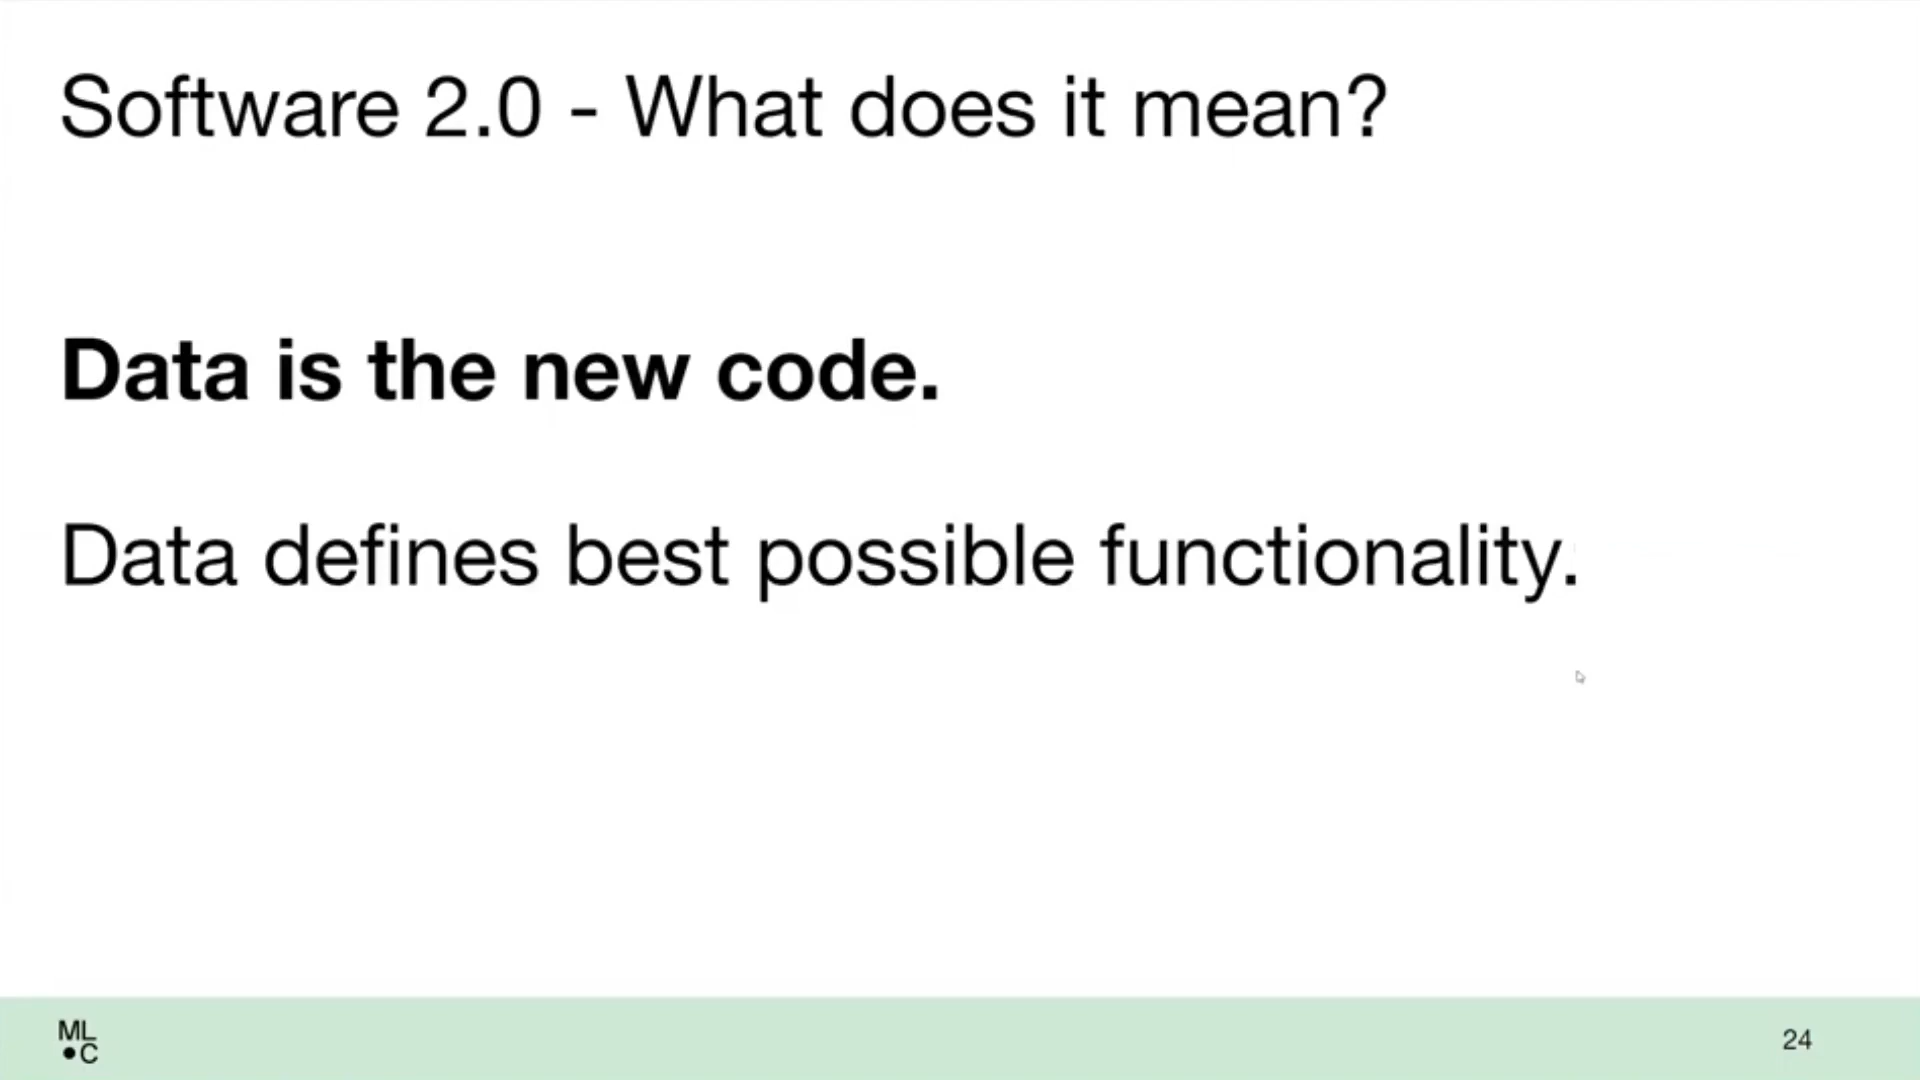 Software 2.0 - What does it mean?
Data is the new code.
Data defines best possible functionality.
ML
•C
24